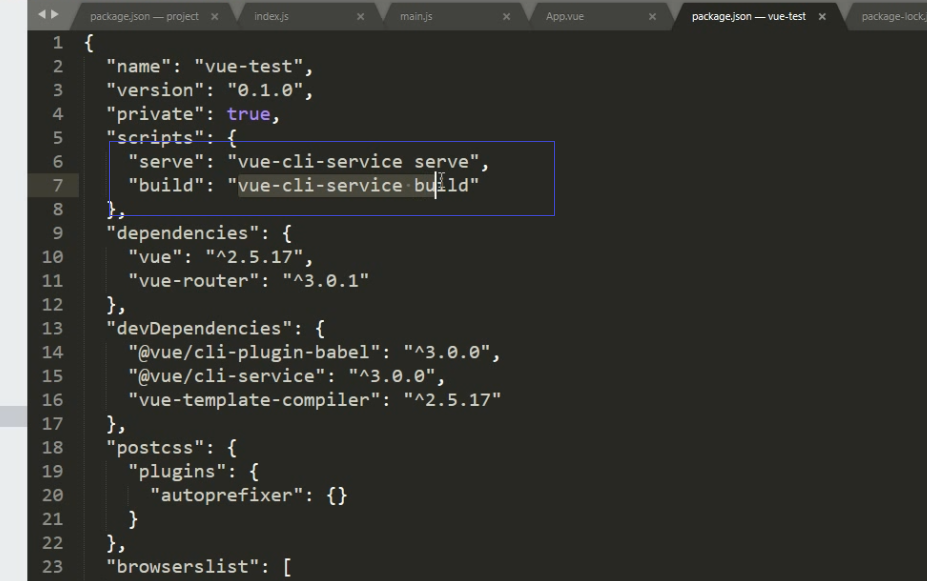 package.json — project × index.js × main.js × App.vue × package.json — vue-test × package-lock.j
1 {
2 "name": "vue-test",
3 "version": "0.1.0",
4 "private": true,
5 "scripts": {
6 "serve": "vue-cli-service serve",
7 "build": "vue-cli-service build"
8 },
9 "dependencies": {
10 "vue": "^2.5.17",
11 "vue-router": "^3.0.1"
12 },
13 "devDependencies": {
14 "@vue/cli-plugin-babel": "^3.0.0",
15 "@vue/cli-service": "^3.0.0",
16 "vue-template-compiler": "^2.5.17"
17 },
18 "postcss": {
19 "plugins": {
20 "autoprefixer": {}
21 }
22 },
23 "browserslist": [